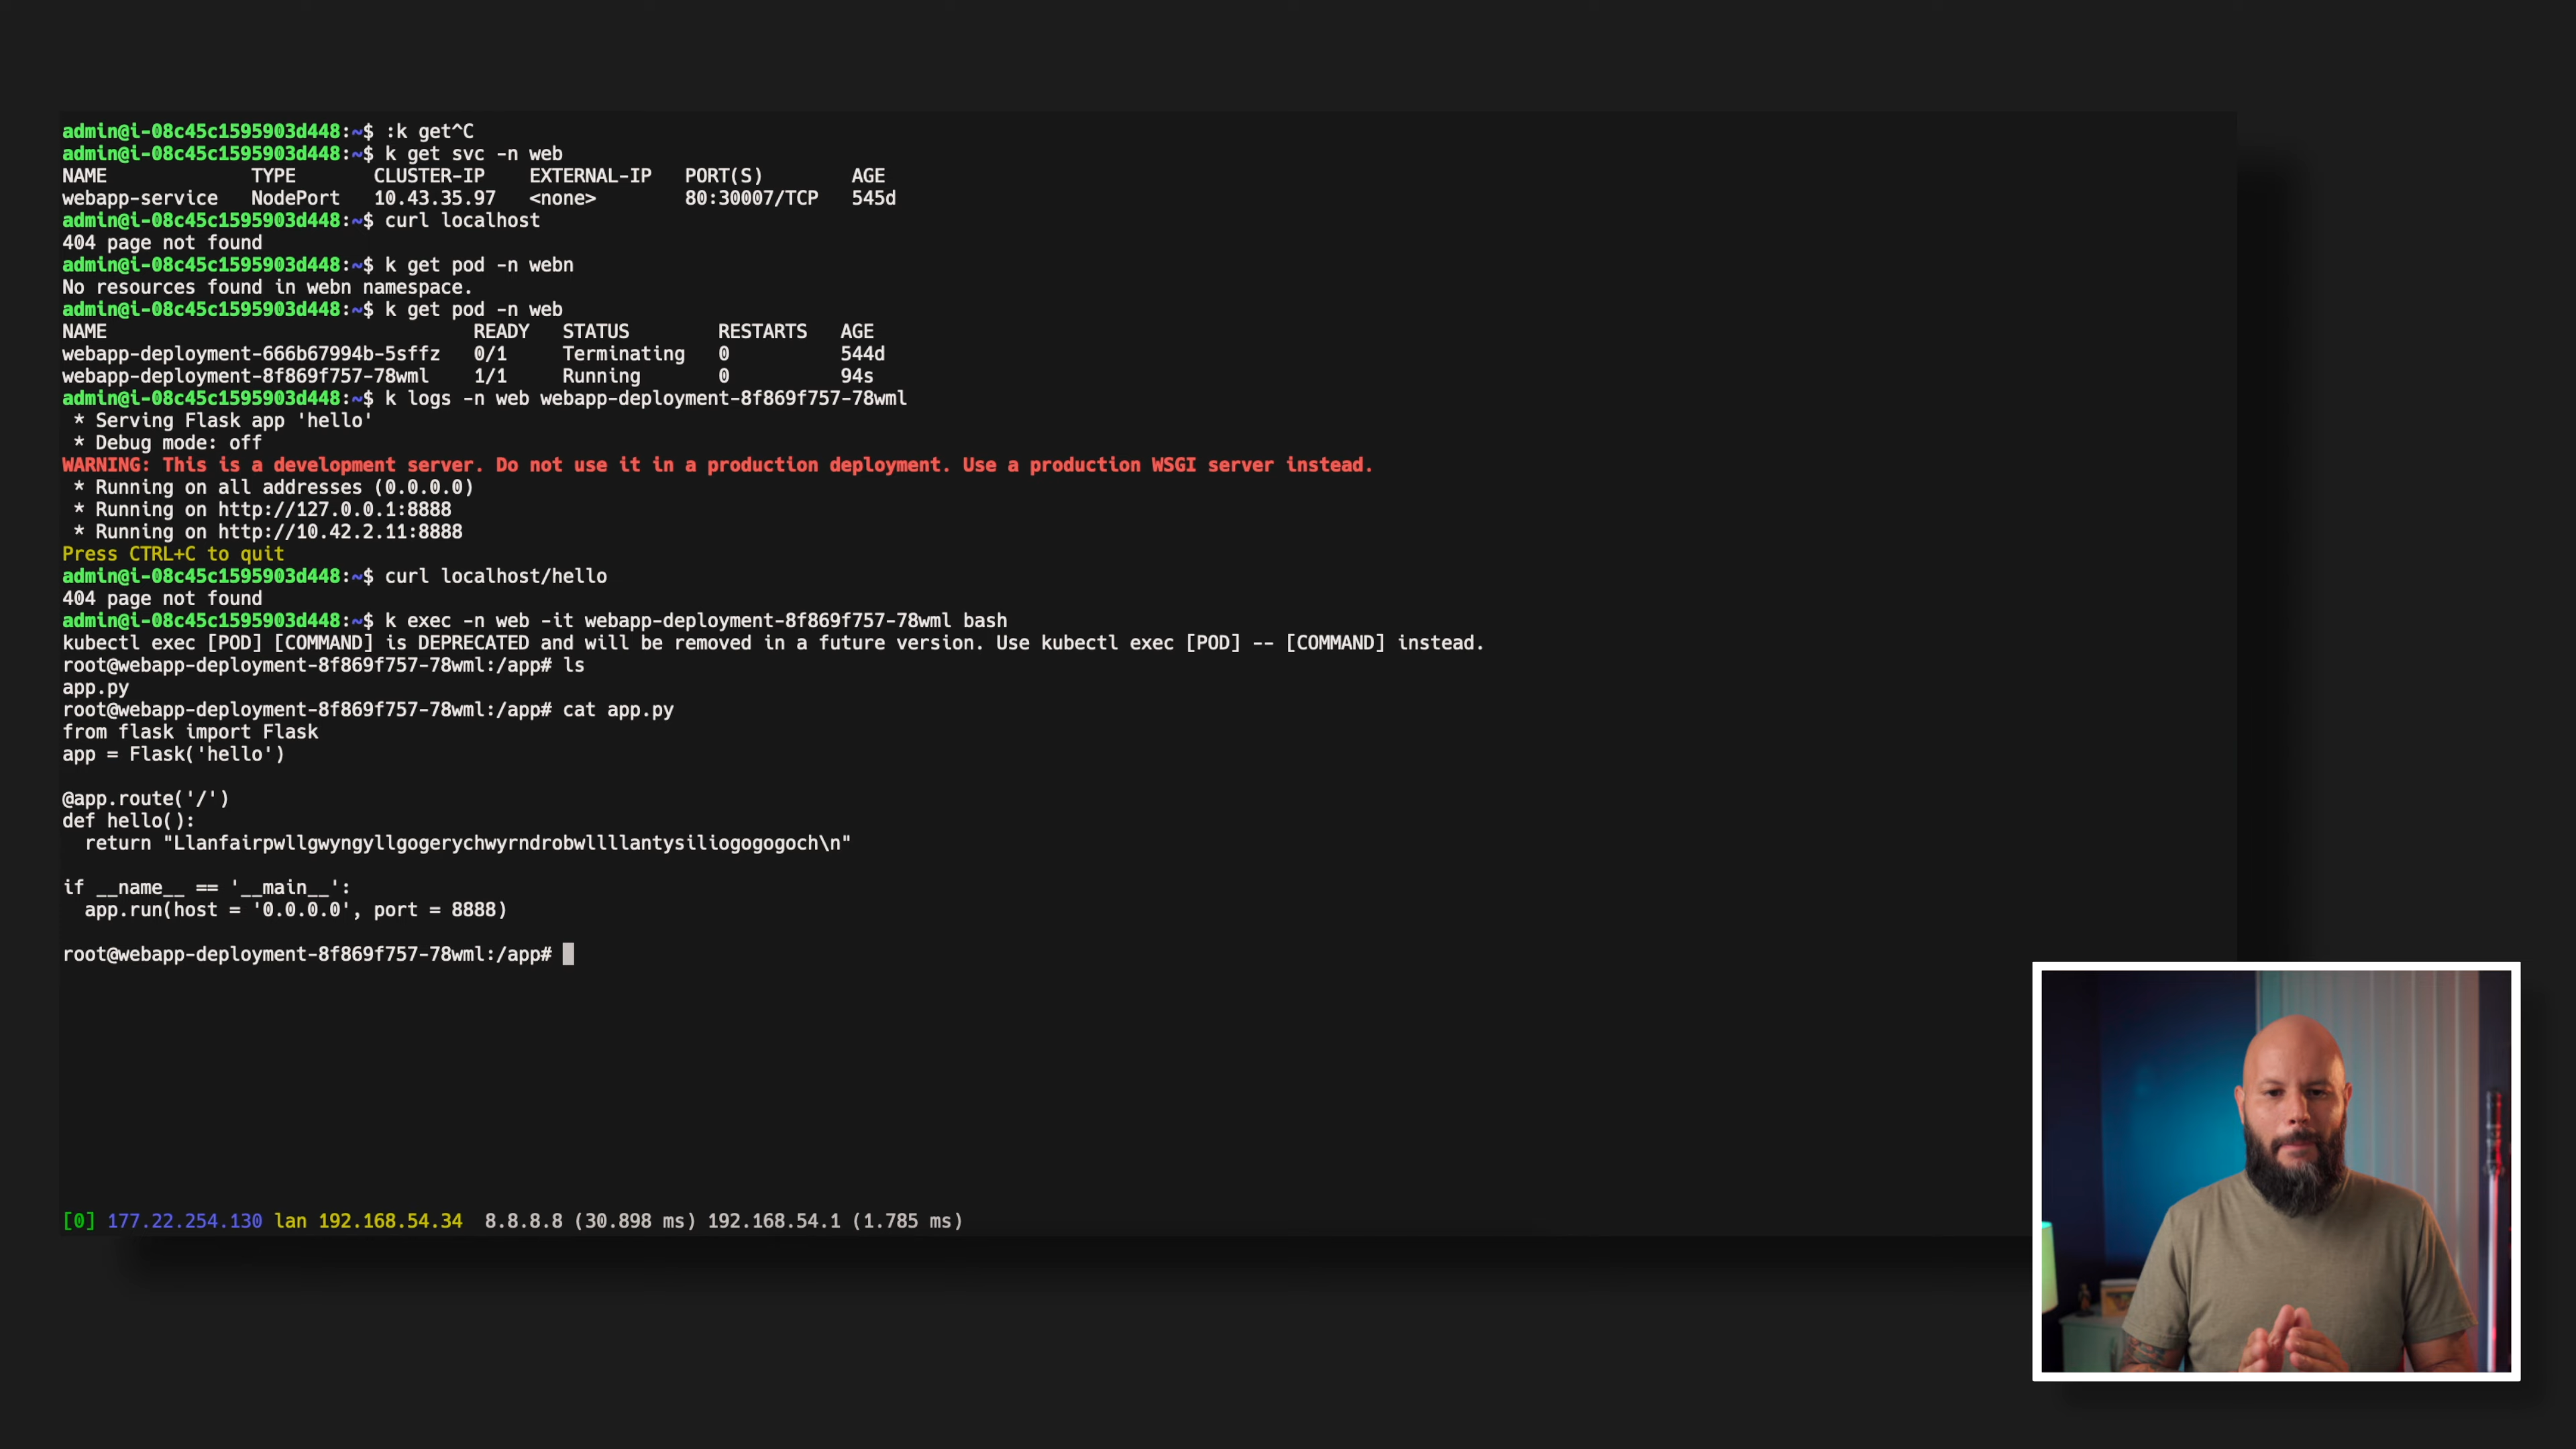 admin@i-08c45c1595903d448:~$ :k get^C
admin@i-08c45c1595903d448:~$ k get svc -n web
NAME             TYPE       CLUSTER-IP    EXTERNAL-IP   PORT(S)        AGE
webapp-service   NodePort   10.43.35.97   <none>        80:30007/TCP   545d
admin@i-08c45c1595903d448:~$ curl localhost
404 page not found
admin@i-08c45c1595903d448:~$ k get pod -n webn
No resources found in webn namespace.
admin@i-08c45c1595903d448:~$ k get pod -n web
NAME                                 READY   STATUS        RESTARTS   AGE
webapp-deployment-666b67994b-5sffz   0/1     Terminating   0          544d
webapp-deployment-8f869f757-78wml    1/1     Running       0          94s
admin@i-08c45c1595903d448:~$ k logs -n web webapp-deployment-8f869f757-78wml
 * Serving Flask app 'hello'
 * Debug mode: off
WARNING: This is a development server. Do not use it in a production deployment. Use a production WSGI server instead.
 * Running on all addresses (0.0.0.0)
 * Running on http://127.0.0.1:8888
 * Running on http://10.42.2.11:8888
Press CTRL+C to quit
admin@i-08c45c1595903d448:~$ curl localhost/hello
404 page not found
admin@i-08c45c1595903d448:~$ k exec -n web -it webapp-deployment-8f869f757-78wml bash
kubectl exec [POD] [COMMAND] is DEPRECATED and will be removed in a future version. Use kubectl exec [POD] -- [COMMAND] instead.
root@webapp-deployment-8f869f757-78wml:/app# ls
app.py
root@webapp-deployment-8f869f757-78wml:/app# cat app.py
from flask import Flask
app = Flask('hello')

@app.route('/')
def hello():
  return "Llanfairpwllgwyngyllgogerychwyrndrobwllllantysiliogogogoch\n"

if __name__ == '__main__':
  app.run(host = '0.0.0.0', port = 8888)

root@webapp-deployment-8f869f757-78wml:/app#
[0] 177.22.254.130 lan 192.168.54.34  8.8.8.8 (30.898 ms) 192.168.54.1 (1.785 ms)